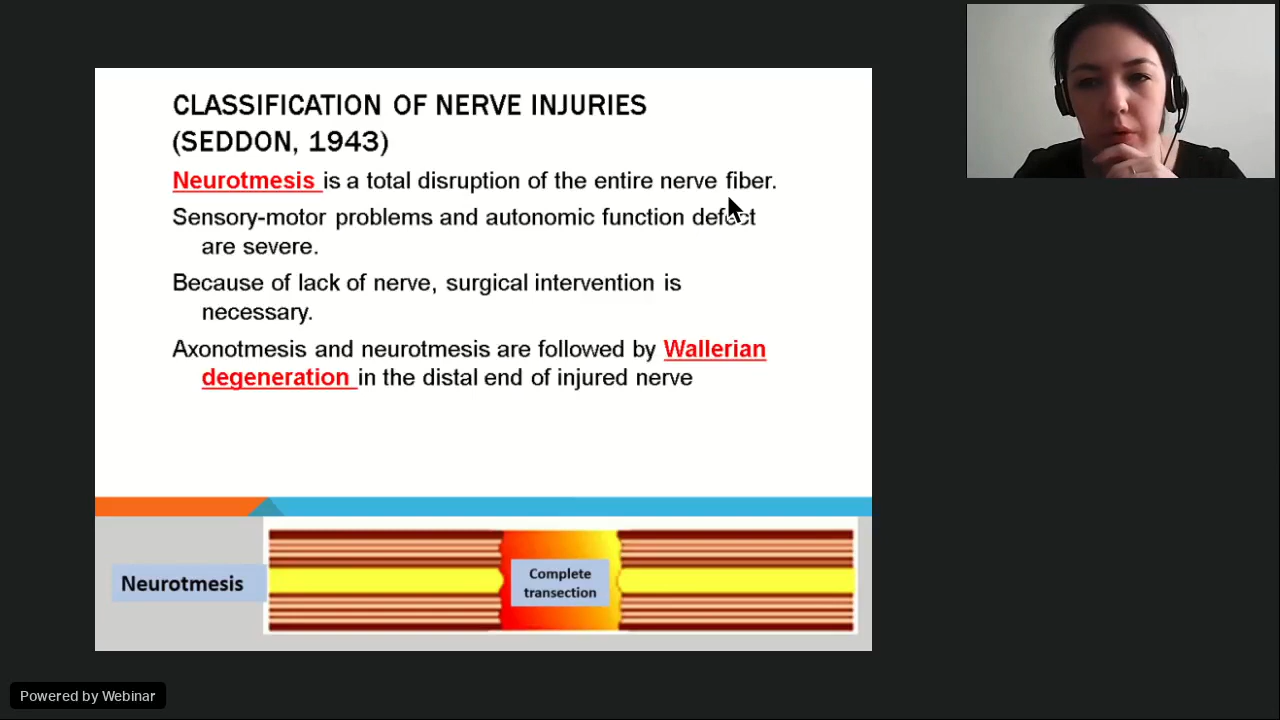 CLASSIFICATION OF NERVE INJURIES
(SEDDON, 1943)
Neurotmesis is a total disruption of the entire nerve fiber.
Sensory-motor problems and autonomic function defect
are severe.
Because of lack of nerve, surgical intervention is
necessary.
Axonotmesis and neurotmesis are followed by Wallerian
degeneration in the distal end of injured nerve
Neurotmesis
Complete
transection
Powered by Webinar